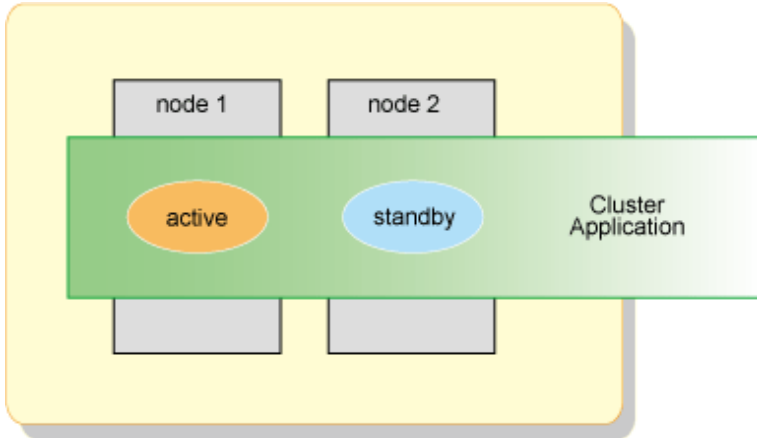 node 1
node 2
active
standby
Cluster
Application